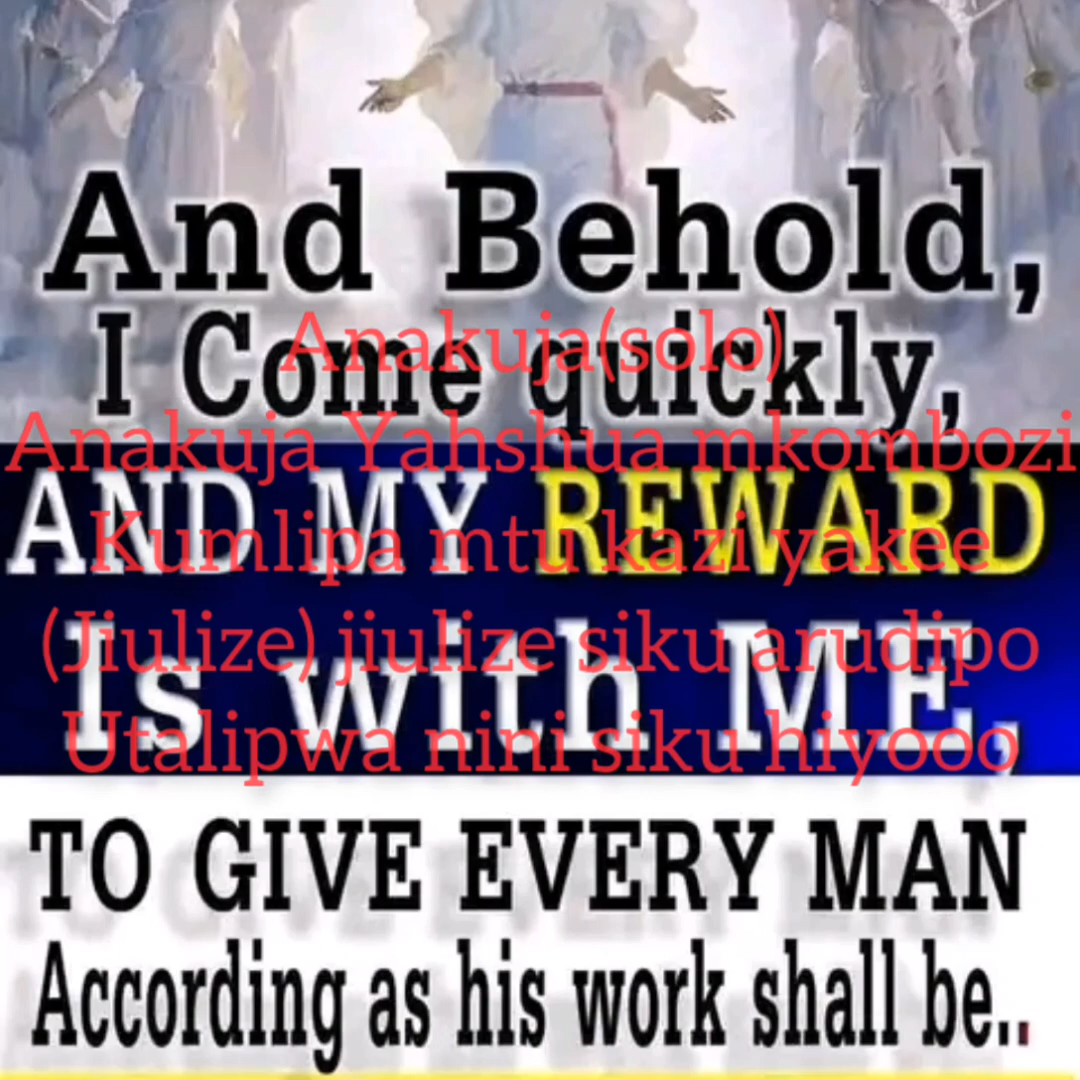 And Behold,
I Come quickly,
AND MY REWARD
Is with ME,
TO GIVE EVERY MAN
According as his work shall be..
Anakuja(solo)
Anakuja Yahshua mkombozi
Kumlipa mtu kazi yakee
(Jiulize) jiulize siku arudipo
Utalipwa nini siku hiyooo